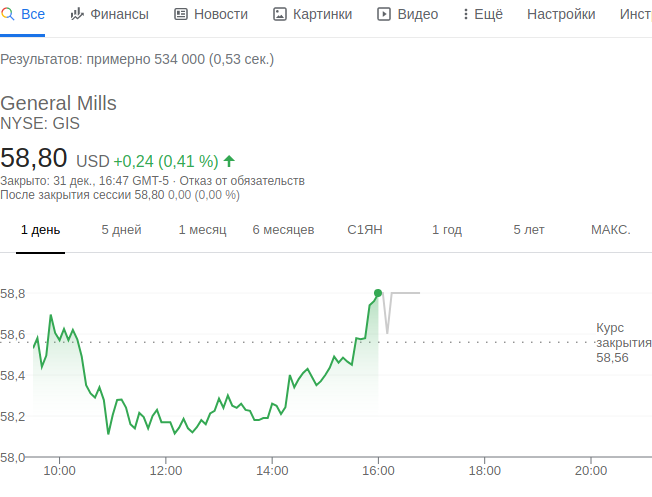 Все Финансы Новости Картинки Видео Ещё Настройки Инст
Результатов: примерно 534 000 (0,53 сек.)
General Mills
NYSE: GIS
58,80 USD +0,24 (0,41 %)
Закрыто: 31 дек., 16:47 GMT-5 · Отказ от обязательств
После закрытия сессии 58,80 0,00 (0,00 %)
1 день 5 дней 1 месяц 6 месяцев С1ЯН 1 год 5 лет МАКС.
58,8
58,6
58,4
58,2
58,0
Курс
закрытия
58,56
10:00 12:00 14:00 16:00 18:00 20:00